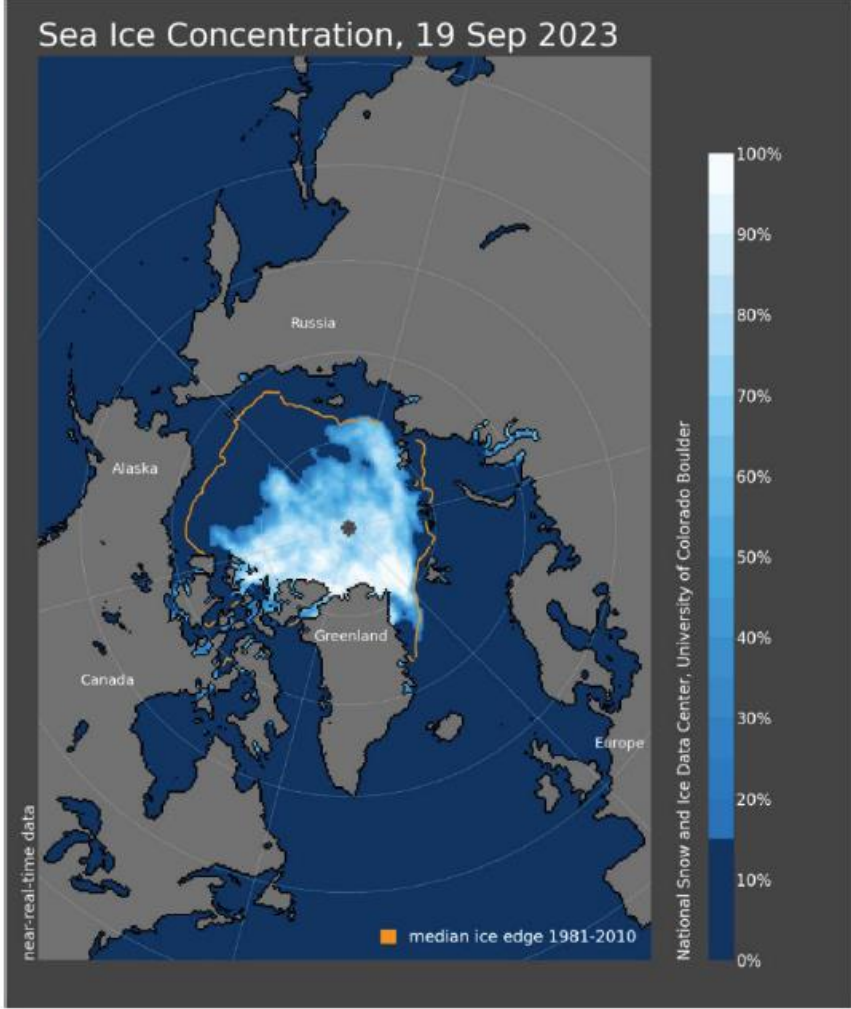 Sea Ice Concentration, 19 Sep 2023
Russia
Alaska
Greenland
Canada
Europe
near-real-time data
median ice edge 1981-2010
National Snow and Ice Data Center, University of Colorado Boulder
100%
90%
80%
70%
60%
50%
40%
30%
20%
10%
0%